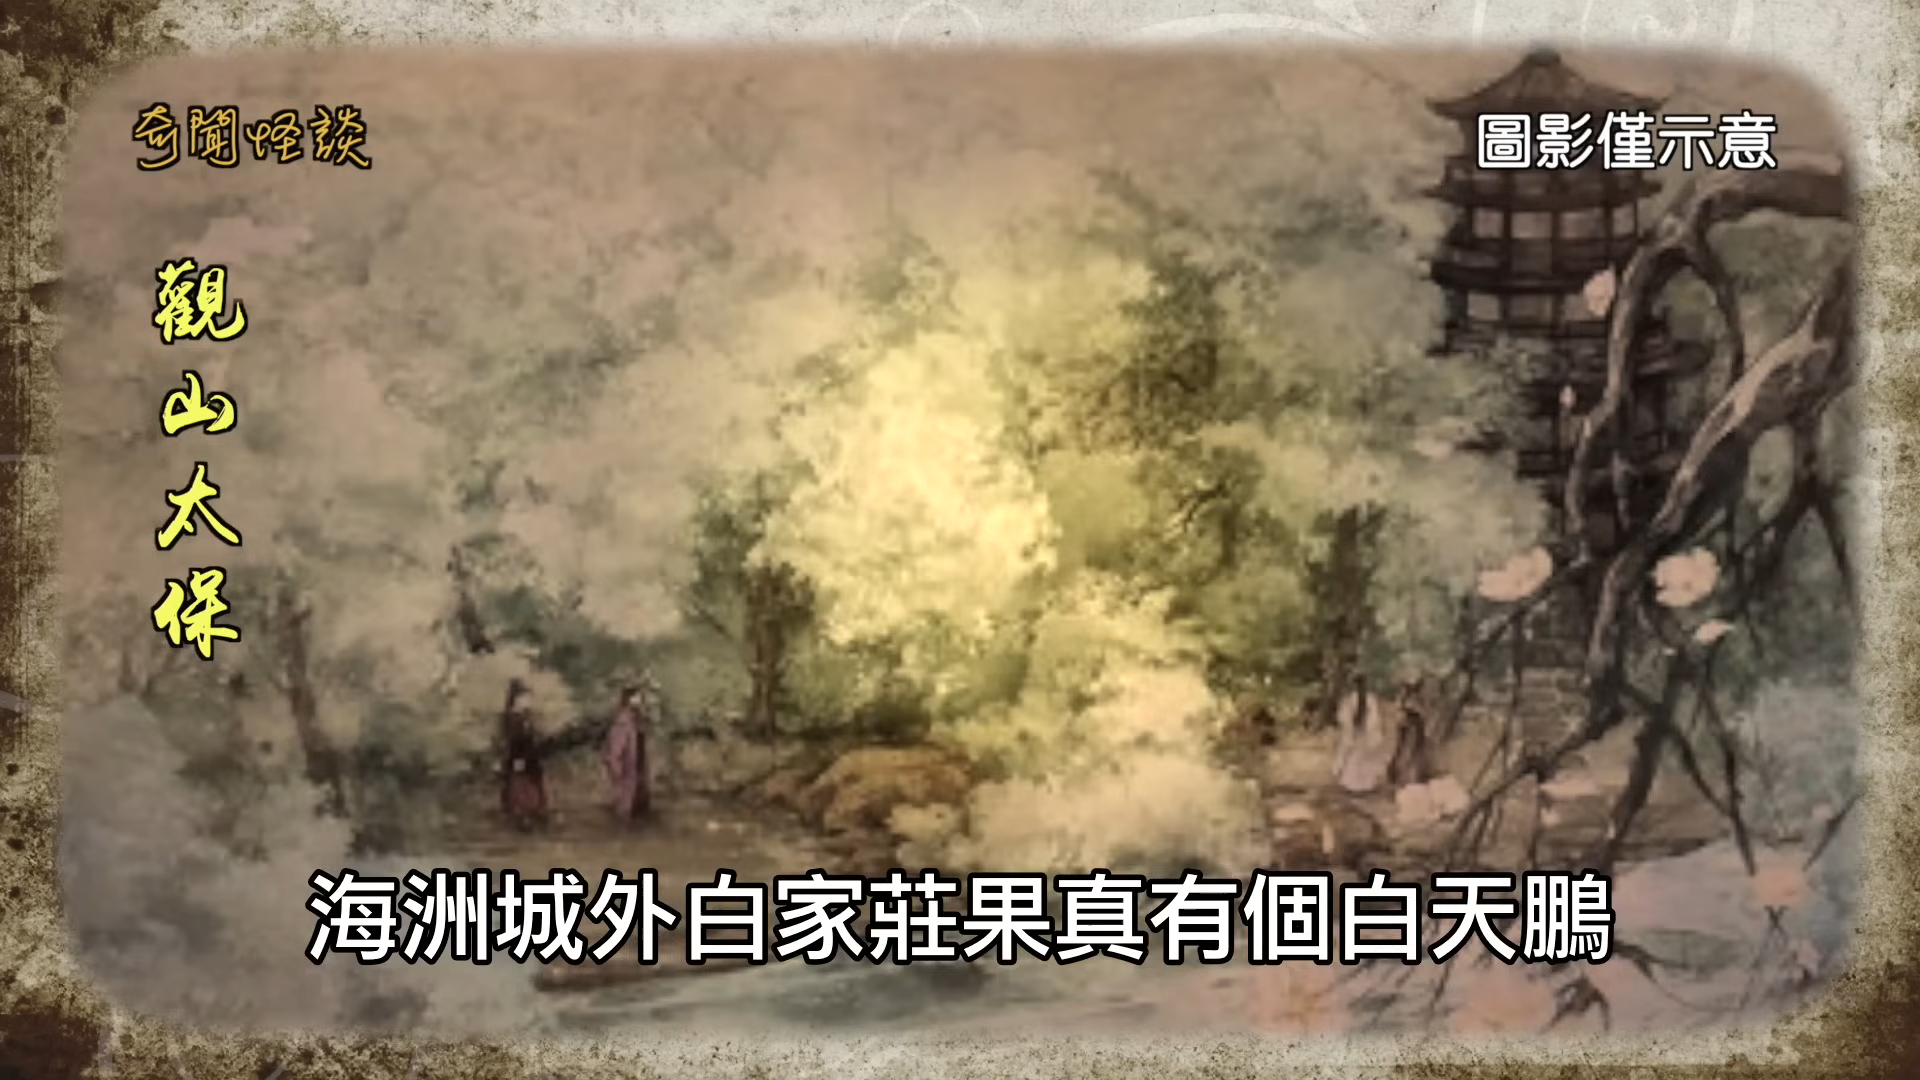 奇聞怪談
圖影僅示意
觀山太保
海洲城外白家莊果真有個白天鵬